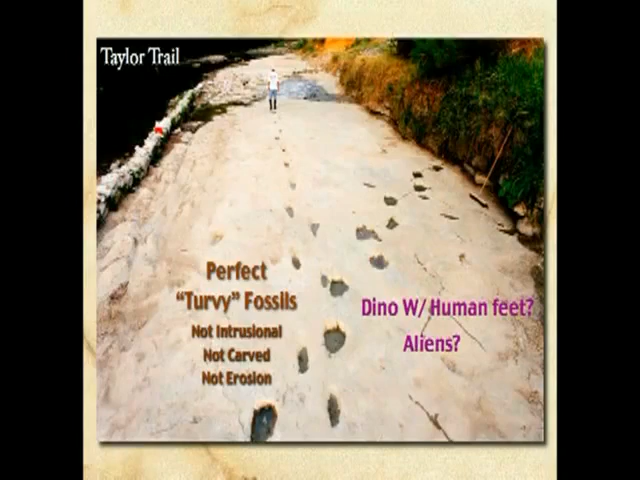 Taylor Trail
Perfect
“Turvy” Fossils
Not Intrusional
Not Carved
Not Erosion
Dino W/ Human feet?
Aliens?